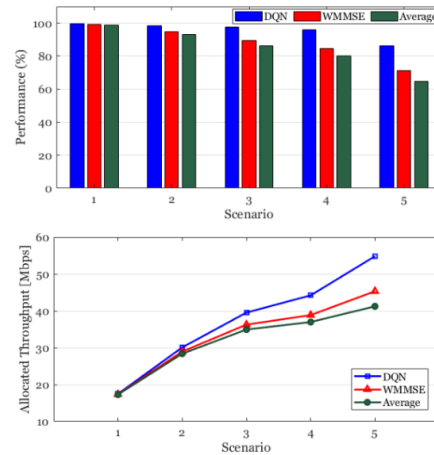 100
80
60
40
20
0
Performance (%)
DQN WMMSE Average
1 2 3 4 5
Scenario
60
50
40
30
20
10
Allocated Throughput [Mbps]
DQN
WMMSE
Average
1 2 3 4 5
Scenario